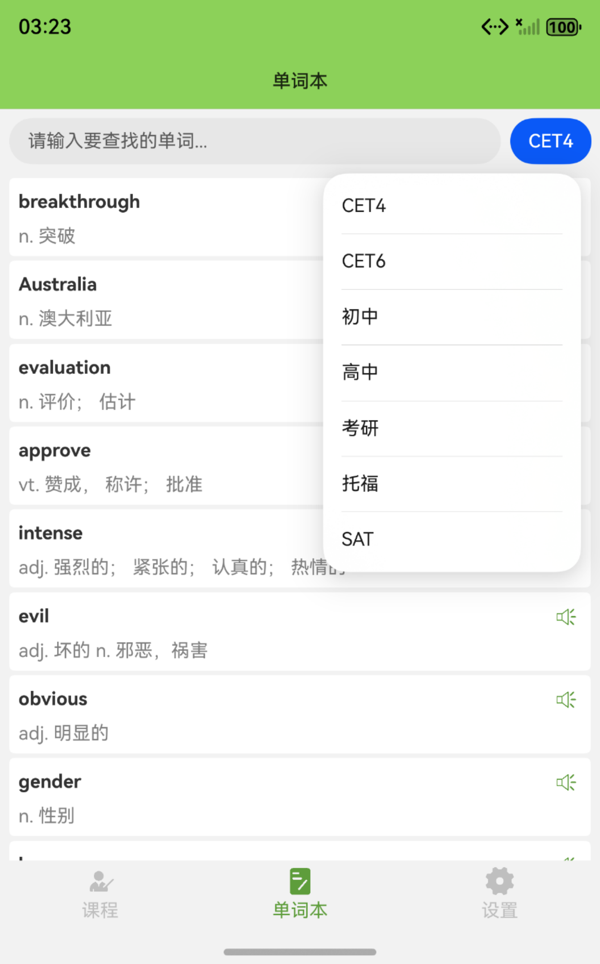 03:23
100
单词本
请输入要查找的单词...
CET4
breakthrough
n. 突破
Australia
n. 澳大利亚
evaluation
n. 评价； 估计
approve
vt. 赞成， 称许； 批准
intense
adj. 强烈的； 紧张的； 认真的； 热情的
CET4
CET6
初中
高中
考研
托福
SAT
evil
adj. 坏的 n. 邪恶，祸害
obvious
adj. 明显的
gender
n. 性别
课程
单词本
设置